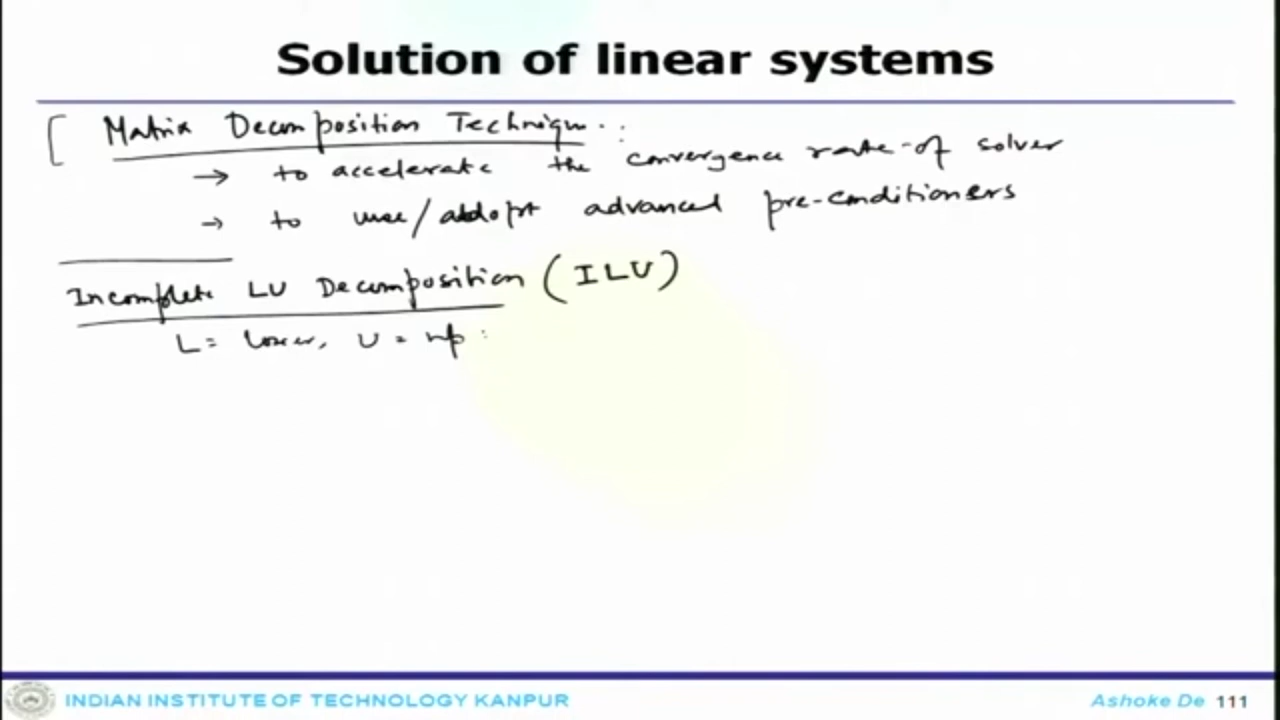 Solution of linear systems
Matrix Decomposition Techniqu..
→ to accelerate the convergence rate-of solver
→ to use/adopt advanced pre-conditioners
Incomplete LU Decomposition (ILU)
L = lower, U = up
INDIAN INSTITUTE OF TECHNOLOGY KANPUR
Ashoke De 111